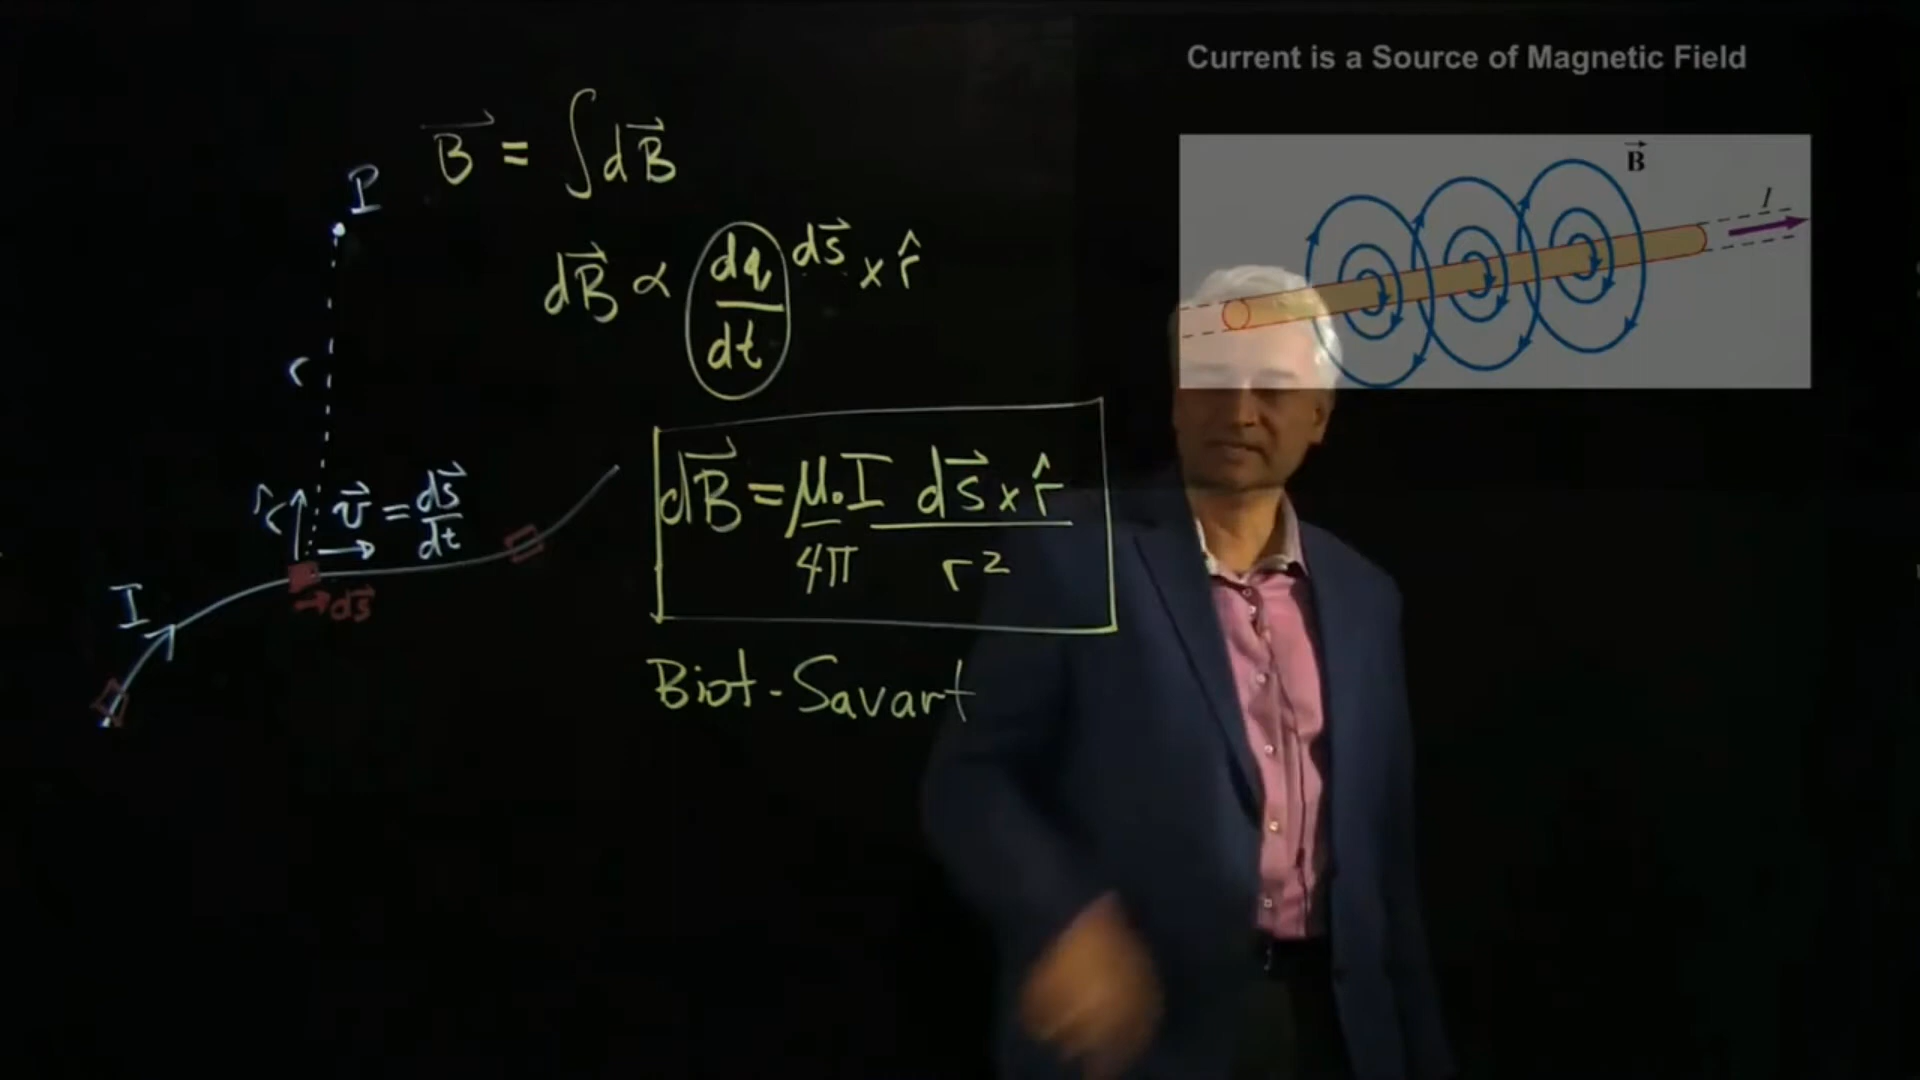 Current is a Source of Magnetic Field
B⃗ = ∫dB⃗
P
dB⃗ ∝ dq/dt ds⃗ × r̂
r
r̂ v⃗ = ds⃗/dt
I
ds⃗
dB⃗ = μ₀I/4π ds⃗ × r̂/r²
Biot-Savart
B⃗
I